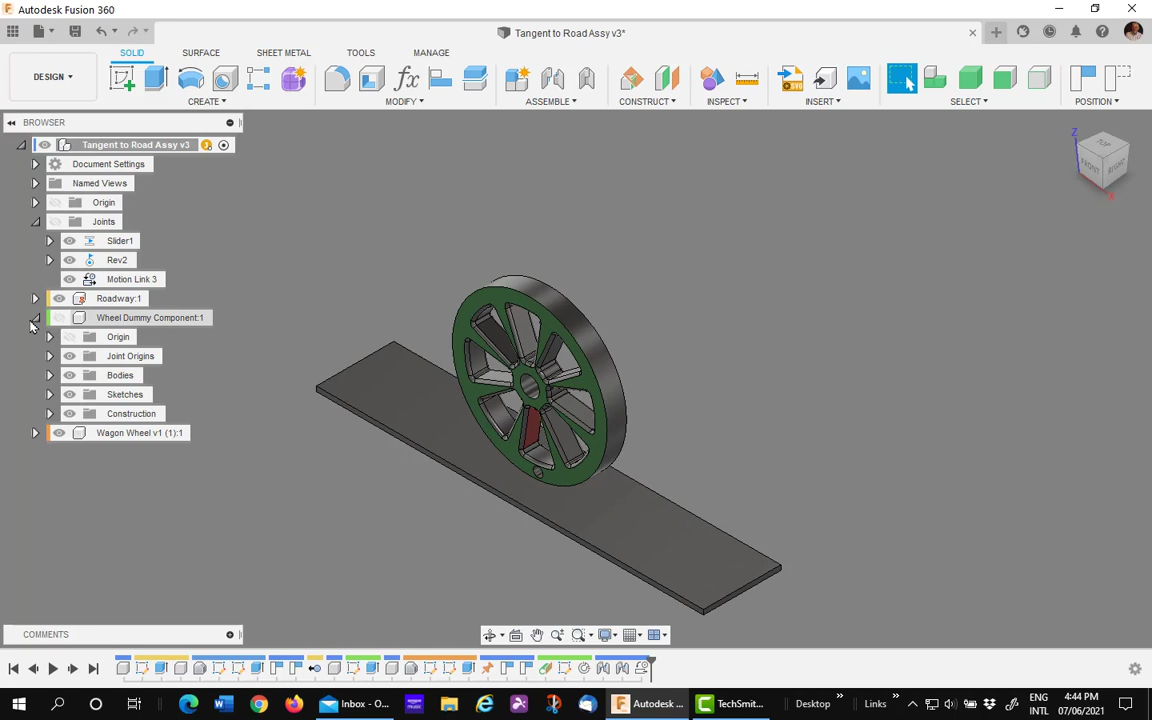 Autodesk Fusion 360
Tangent to Road Assy v3*
SOLID SURFACE SHEET METAL TOOLS MANAGE
DESIGN
CREATE MODIFY ASSEMBLE CONSTRUCT INSPECT INSERT SELECT POSITION
BROWSER
Tangent to Road Assy v3
Document Settings
Named Views
Origin
Joints
Slider1
Rev2
Motion Link 3
Roadway:1
Wheel Dummy Component:1
Origin
Joint Origins
Bodies
Sketches
Construction
Wagon Wheel v1 (1):1
Z
TOP
FRONT
RIGHT
X
COMMENTS
Inbox - O...
Autodesk ...
TechSmit...
Desktop
Links
ENG
INTL
4:44 PM
07/06/2021